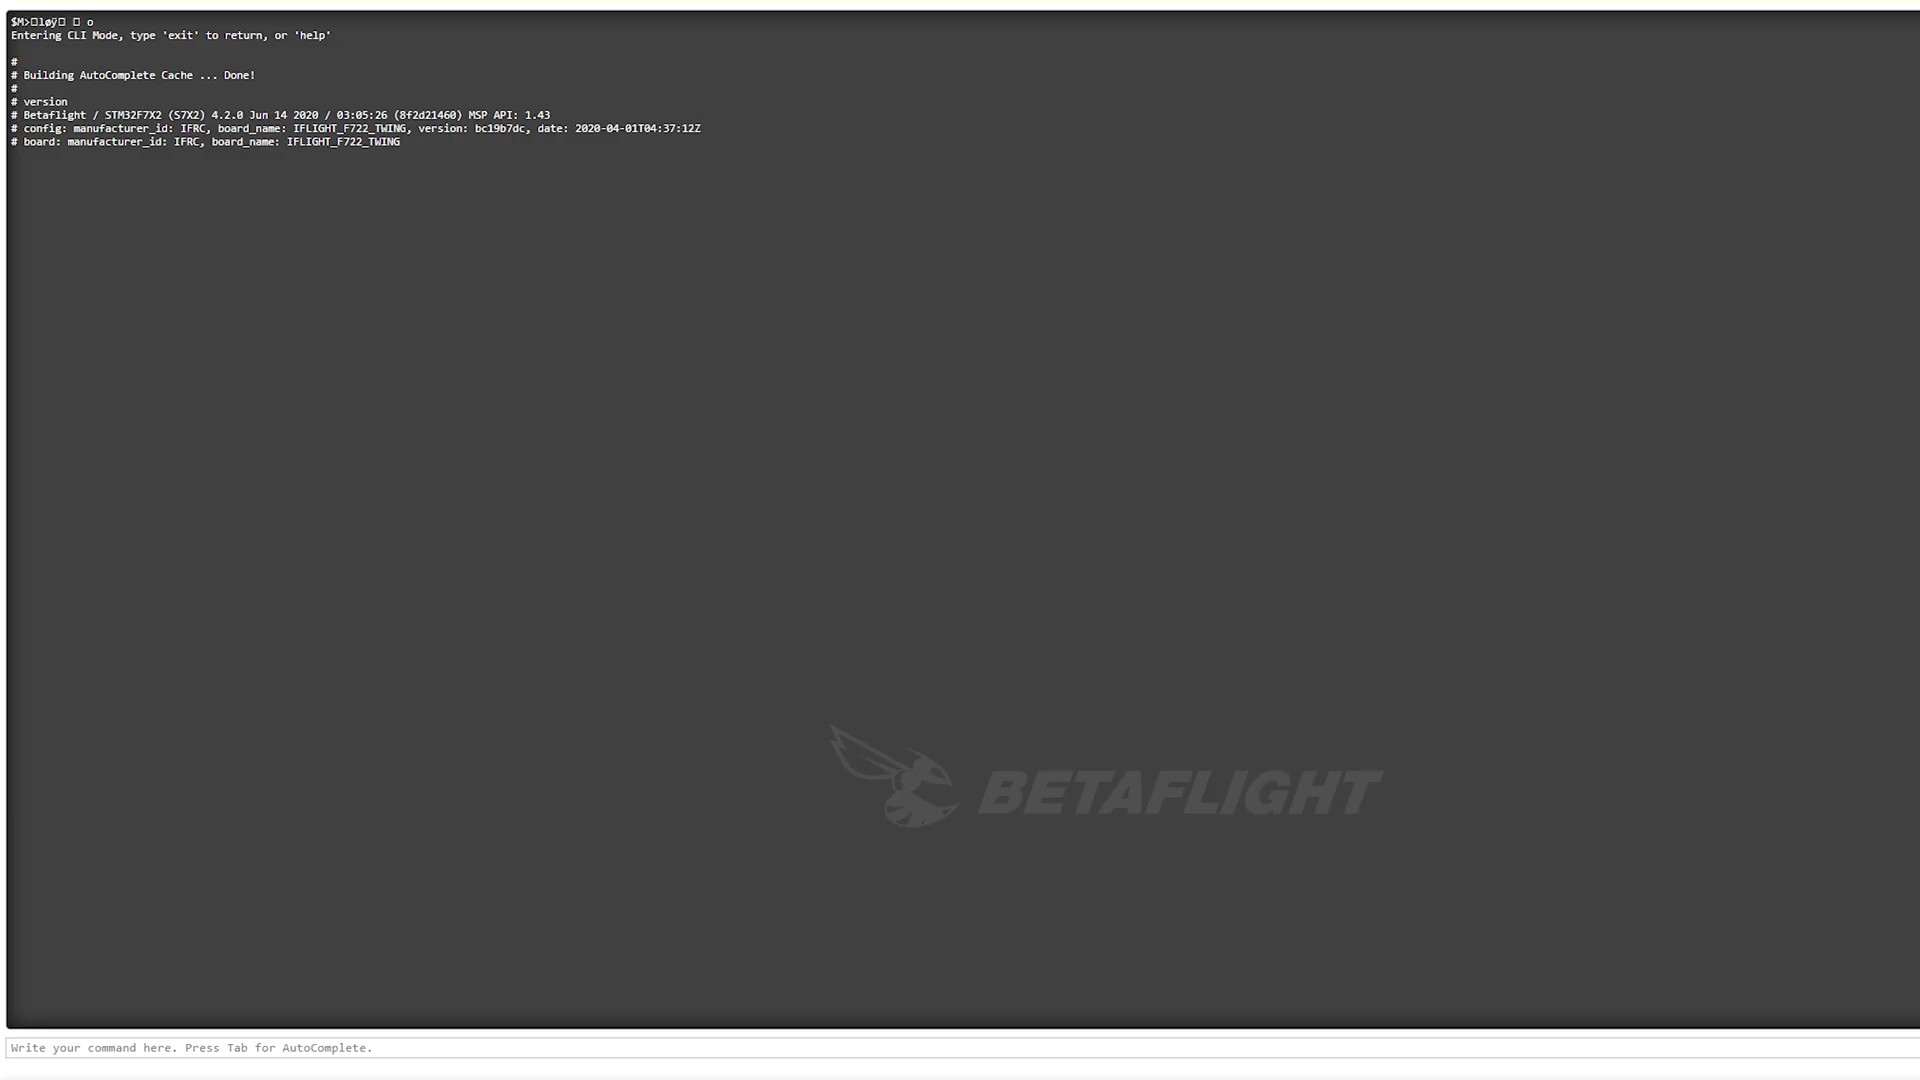 $M>□løÿ□ □ o
Entering CLI Mode, type 'exit' to return, or 'help'
#
# Building AutoComplete Cache ... Done!
#
# version
# Betaflight / STM32F7X2 (S7X2) 4.2.0 Jun 14 2020 / 03:05:26 (8f2d21460) MSP API: 1.43
# config: manufacturer_id: IFRC, board_name: IFLIGHT_F722_TWING, version: bc19b7dc, date: 2020-04-01T04:37:12Z
# board: manufacturer_id: IFRC, board_name: IFLIGHT_F722_TWING
BETAFLIGHT
Write your command here. Press Tab for AutoComplete.